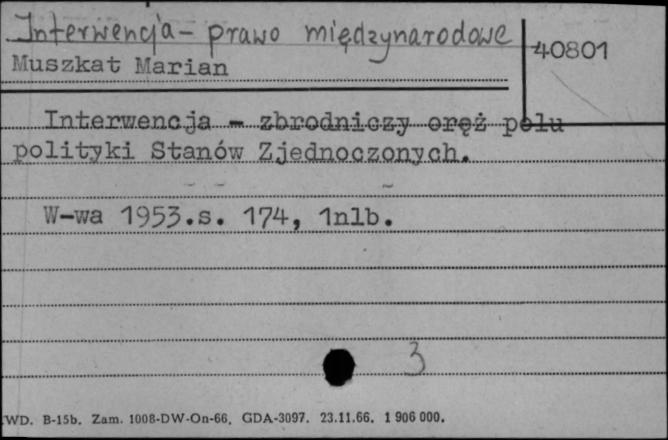 Interwencja - prawo międzynarodowe
40801
Muszkat Marian
Interwencja - zbrodniczy oręż polu
polityki Stanów Zjednoczonych.
W-wa 1953.s. 174, 1nlb.
3
WD. B-15b. Zam. 1008-DW-On-66. GDA-3097. 23.11.66. 1 906 000.